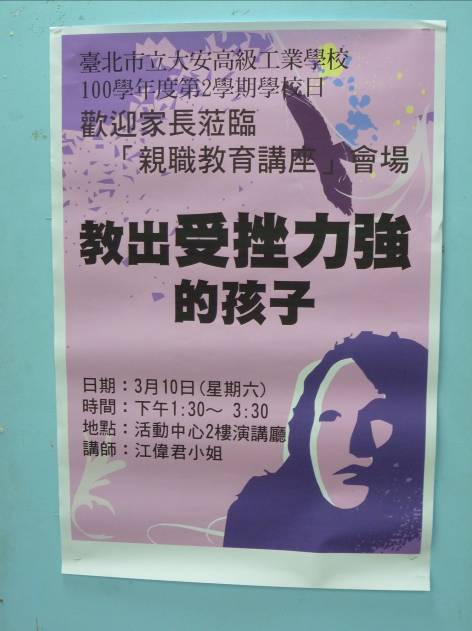 臺北市立大安高級工業學校
100學年度第2學期學校日
歡迎家長蒞臨
「親職教育講座」會場
教出受挫力強
的孩子
日期：3月10日(星期六)
時間：下午1:30～ 3:30
地點：活動中心2樓演講廳
講師：江偉君小姐